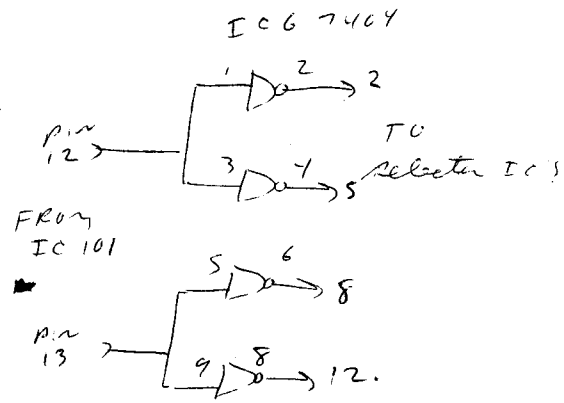 IC6 7404
1 2 2
pin
12
TO
3 4 5 selector IC's
FROM
IC 101
5 6 8
pin
13
9 8 12.